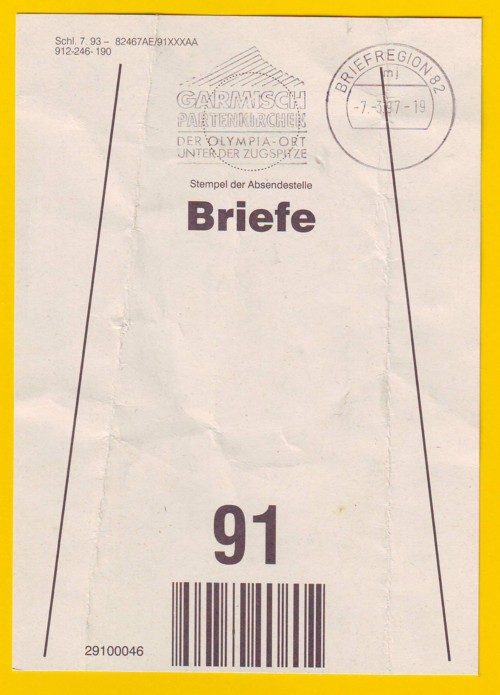 Schl. 7. 93 – 82467AE/91XXXAA
912-246-190
GARMISCH
PARTENKIRCHEN
DER OLYMPIA-ORT
UNTER DER ZUGSPITZE
BRIEFREGION 82
mj
-7.-3.97-19
Stempel der Absendestelle
Briefe
91
29100046